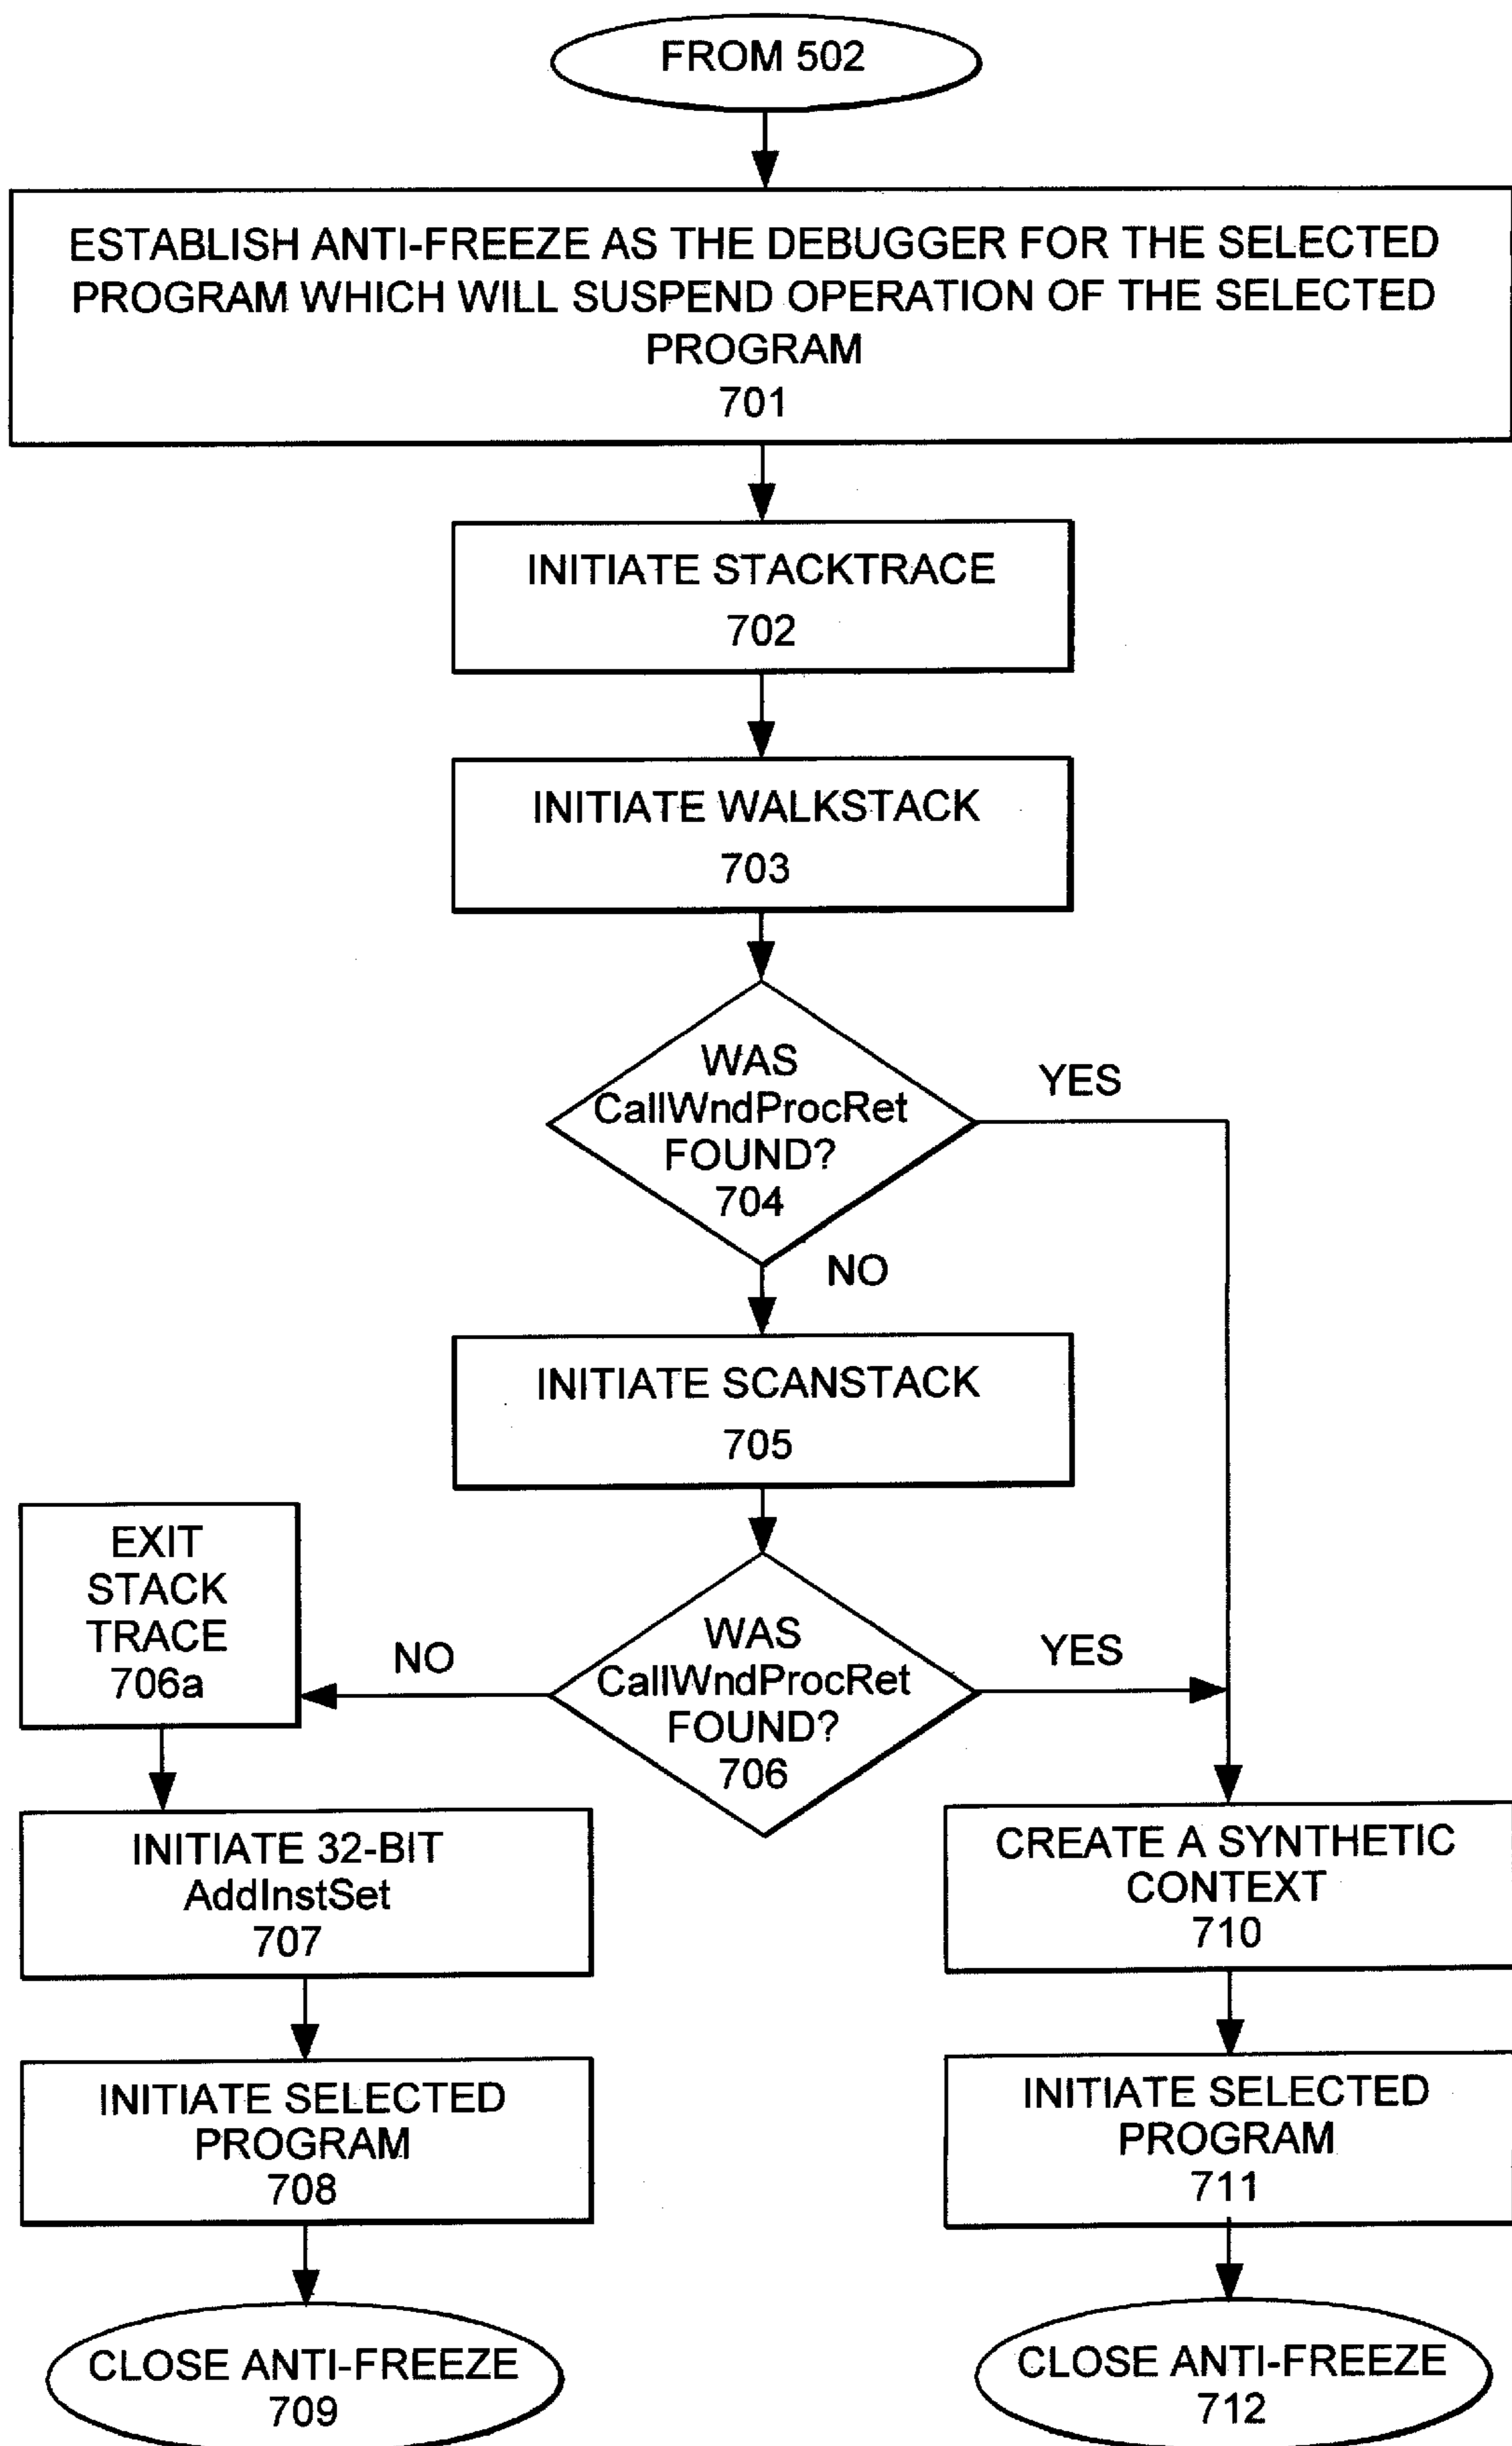 FROM 502
ESTABLISH ANTI-FREEZE AS THE DEBUGGER FOR THE SELECTED
PROGRAM WHICH WILL SUSPEND OPERATION OF THE SELECTED
PROGRAM
701
INITIATE STACKTRACE
702
INITIATE WALKSTACK
703
WAS
CallWndProcRet
FOUND?
704
YES
NO
INITIATE SCANSTACK
705
EXIT
STACK
TRACE
706a
NO
WAS
CallWndProcRet
FOUND?
706
YES
INITIATE 32-BIT
AddInstSet
707
CREATE A SYNTHETIC
CONTEXT
710
INITIATE SELECTED
PROGRAM
708
INITIATE SELECTED
PROGRAM
711
CLOSE ANTI-FREEZE
709
CLOSE ANTI-FREEZE
712